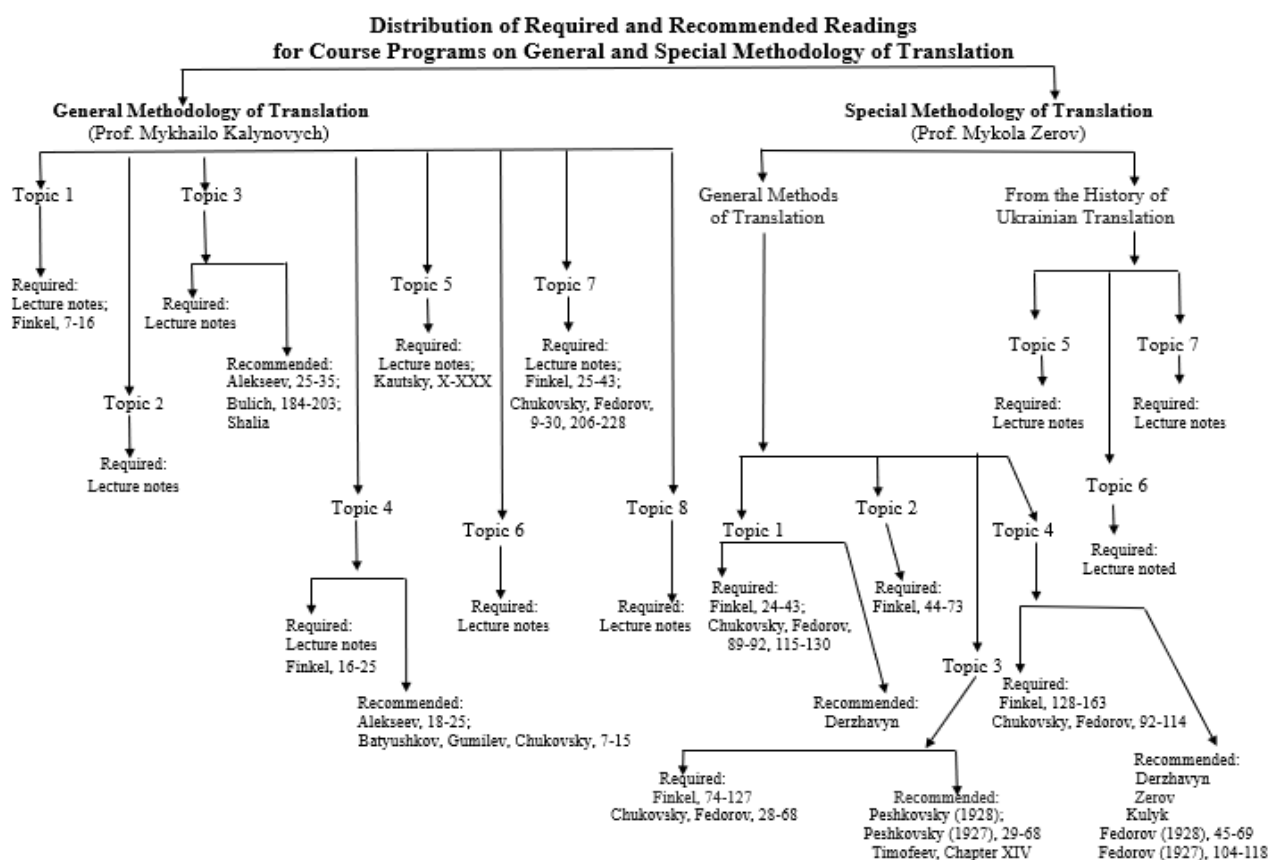 Distribution of Required and Recommended Readings
for Course Programs on General and Special Methodology of Translation
General Methodology of Translation
(Prof. Mykhailo Kalynovych)
Topic 1
Required:
Lecture notes;
Finkel, 7-16
Topic 2
Required:
Lecture notes
Topic 3
Required:
Lecture notes
Recommended:
Alekseev, 25-35;
Bulich, 184-203;
Shalia
Topic 4
Required:
Lecture notes
Finkel, 16-25
Recommended:
Alekseev, 18-25;
Batyushkov, Gumilev, Chukovsky, 7-15
Topic 5
Required:
Lecture notes;
Kautsky, X-XXX
Topic 6
Required:
Lecture notes
Topic 7
Required:
Lecture notes;
Finkel, 25-43;
Chukovsky, Fedorov,
9-30, 206-228
Topic 8
Required:
Lecture notes
Special Methodology of Translation
(Prof. Mykola Zerov)
General Methods
of Translation
Topic 1
Required:
Finkel, 24-43;
Chukovsky, Fedorov,
89-92, 115-130
Recommended:
Derzhavyn
Topic 2
Required:
Finkel, 44-73
Topic 3
Required:
Finkel, 74-127
Chukovsky, Fedorov, 28-68
Recommended:
Peshkovsky (1928);
Peshkovsky (1927), 29-68
Timofeev, Chapter XIV
Topic 4
Required:
Finkel, 128-163
Chukovsky, Fedorov, 92-114
Recommended:
Derzhavyn
Zerov
Kulyk
Fedorov (1928), 45-69
Fedorov (1927), 104-118
From the History of
Ukrainian Translation
Topic 5
Required:
Lecture notes
Topic 6
Required:
Lecture noted
Topic 7
Required:
Lecture notes